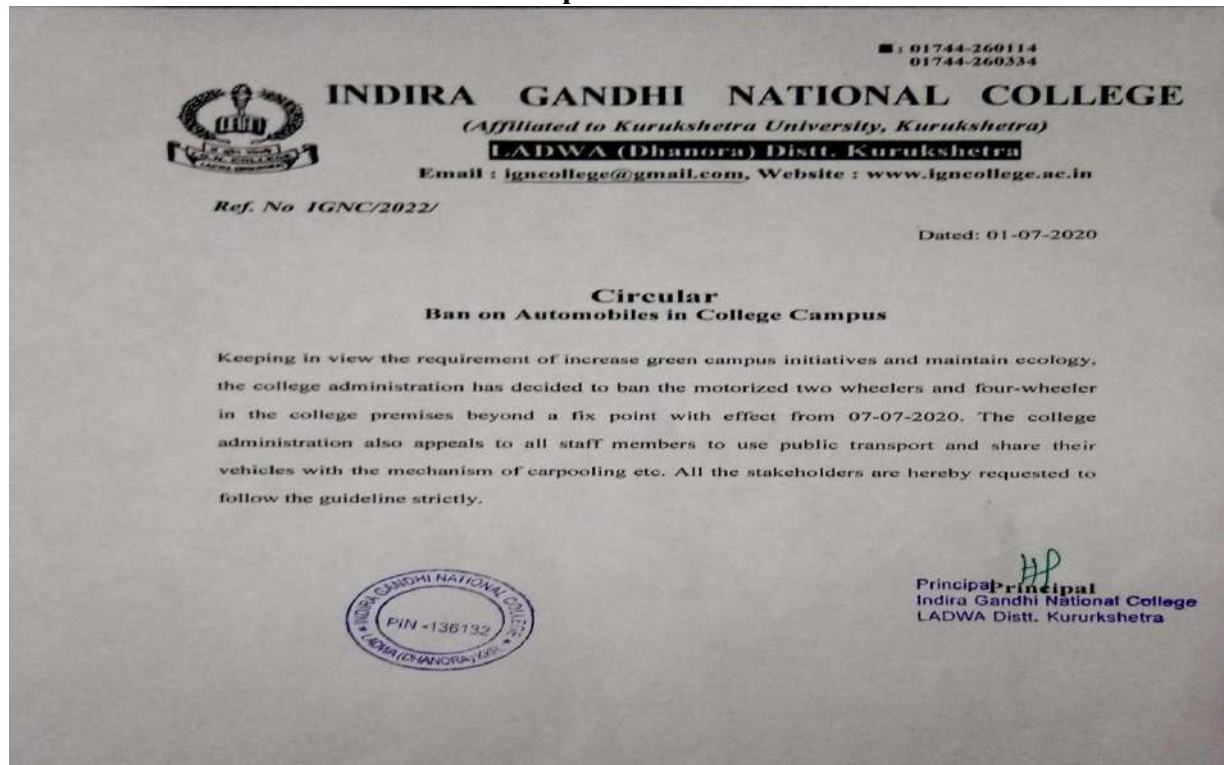 ☎: 01744-260114
01744-260334
INDIRA GANDHI NATIONAL COLLEGE
(Affiliated to Kurukshetra University, Kurukshetra)
LADWA (Dhanora) Distt. Kurukshetra
Email : igncollege@gmail.com, Website : www.igncollege.ac.in
Ref. No IGNC/2022/
Dated: 01-07-2020
Circular
Ban on Automobiles in College Campus
Keeping in view the requirement of increase green campus initiatives and maintain ecology,
the college administration has decided to ban the motorized two wheelers and four-wheeler
in the college premises beyond a fix point with effect from 07-07-2020. The college
administration also appeals to all staff members to use public transport and share their
vehicles with the mechanism of carpooling etc. All the stakeholders are hereby requested to
follow the guideline strictly.
INDIRA GANDHI NATIONAL COLLEGE
PIN -136132
LADWA (DHANORA)
Principal
Principal
Indira Gandhi National College
LADWA Distt. Kururkshetra